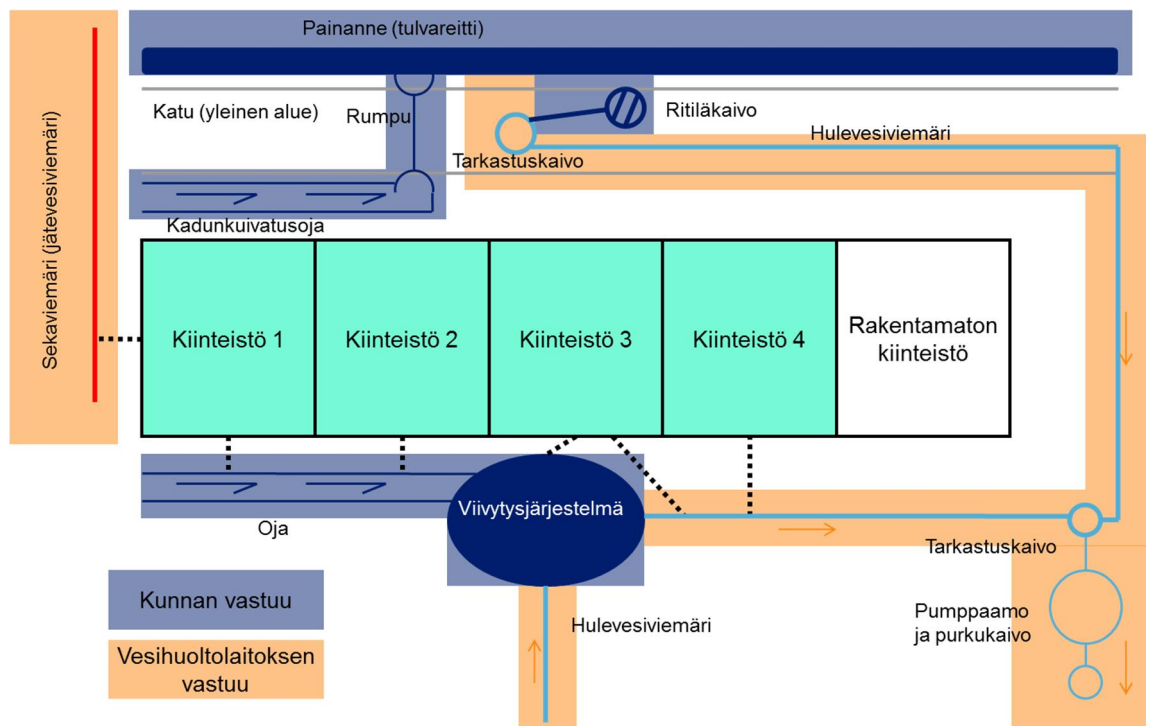 Painanne (tulvareitti)
Sekaviemäri (jätevesiviemäri)
Katu (yleinen alue)
Rumpu
Ritiläkaivo
Hulevesiviemäri
Tarkastuskaivo
Kadunkuivatusoja
Kiinteistö 1
Kiinteistö 2
Kiinteistö 3
Kiinteistö 4
Rakentamaton
kiinteistö
Viivytysjärjestelmä
Oja
Tarkastuskaivo
Kunnan vastuu
Hulevesiviemäri
Pumppaamo
ja purkukaivo
Vesihuoltolaitoksen
vastuu